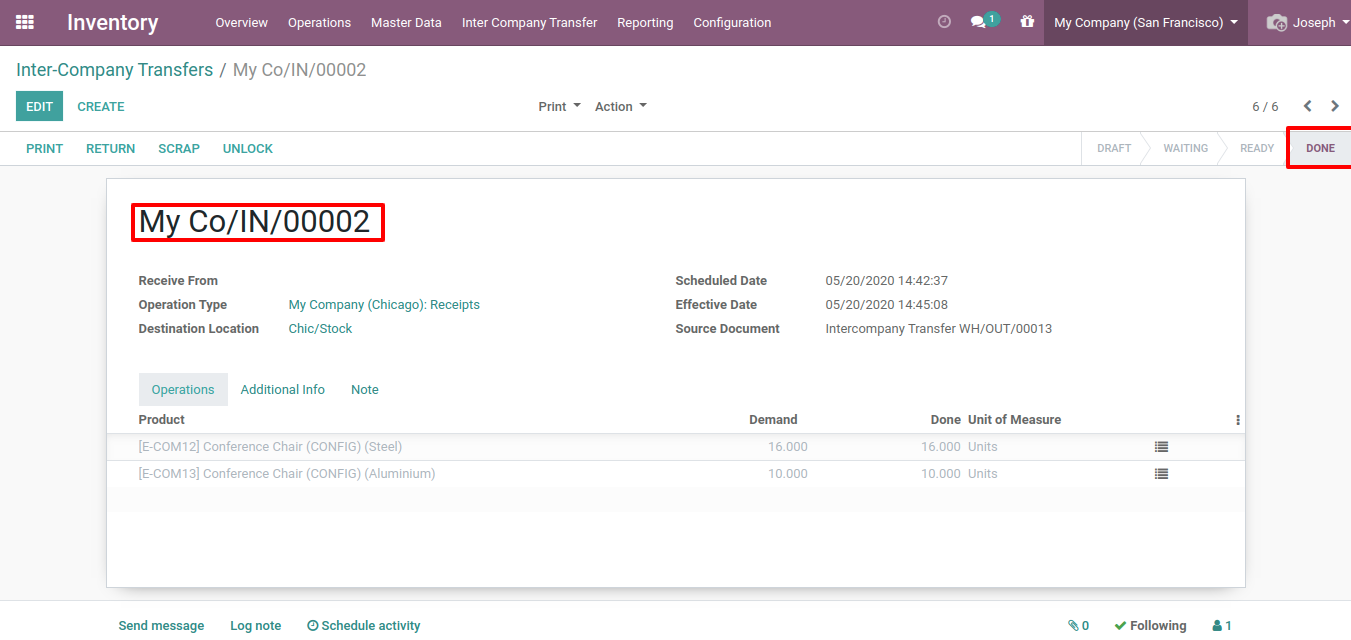 Inventory Overview Operations Master Data Inter Company Transfer Reporting Configuration 1 My Company (San Francisco) Joseph
Inter-Company Transfers / My Co/IN/00002
EDIT CREATE Print Action 6 / 6
PRINT RETURN SCRAP UNLOCK DRAFT WAITING READY DONE
My Co/IN/00002
Receive From Scheduled Date 05/20/2020 14:42:37
Operation Type My Company (Chicago): Receipts Effective Date 05/20/2020 14:45:08
Destination Location Chic/Stock Source Document Intercompany Transfer WH/OUT/00013
Operations Additional Info Note
Product Demand Done Unit of Measure
[E-COM12] Conference Chair (CONFIG) (Steel) 16.000 16.000 Units
[E-COM13] Conference Chair (CONFIG) (Aluminium) 10.000 10.000 Units
Send message Log note Schedule activity 0 Following 1